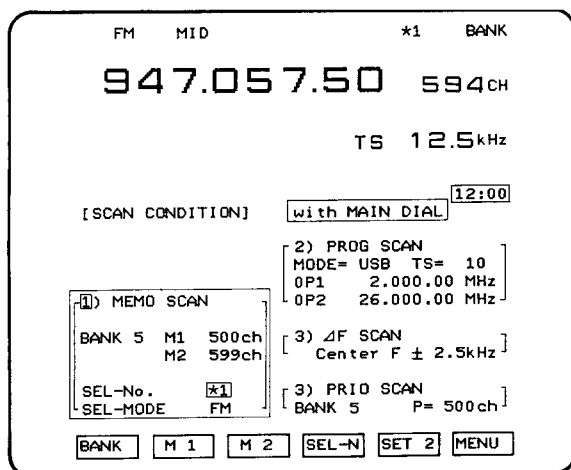 FM MID *1 BANK
947.057.50 594CH
TS 12.5kHz
12:00
[SCAN CONDITION] with MAIN DIAL
2) PROG SCAN
MODE= USB TS= 10
0P1 2.000.00 MHz
0P2 26.000.00 MHz
1) MEMO SCAN
BANK 5 M1 500ch
M2 599ch
SEL-No. *1
SEL-MODE FM
3) ⊿F SCAN
Center F ± 2.5kHz
3) PRIO SCAN
BANK 5 P= 500ch
BANK M 1 M 2 SEL-N SET 2 MENU